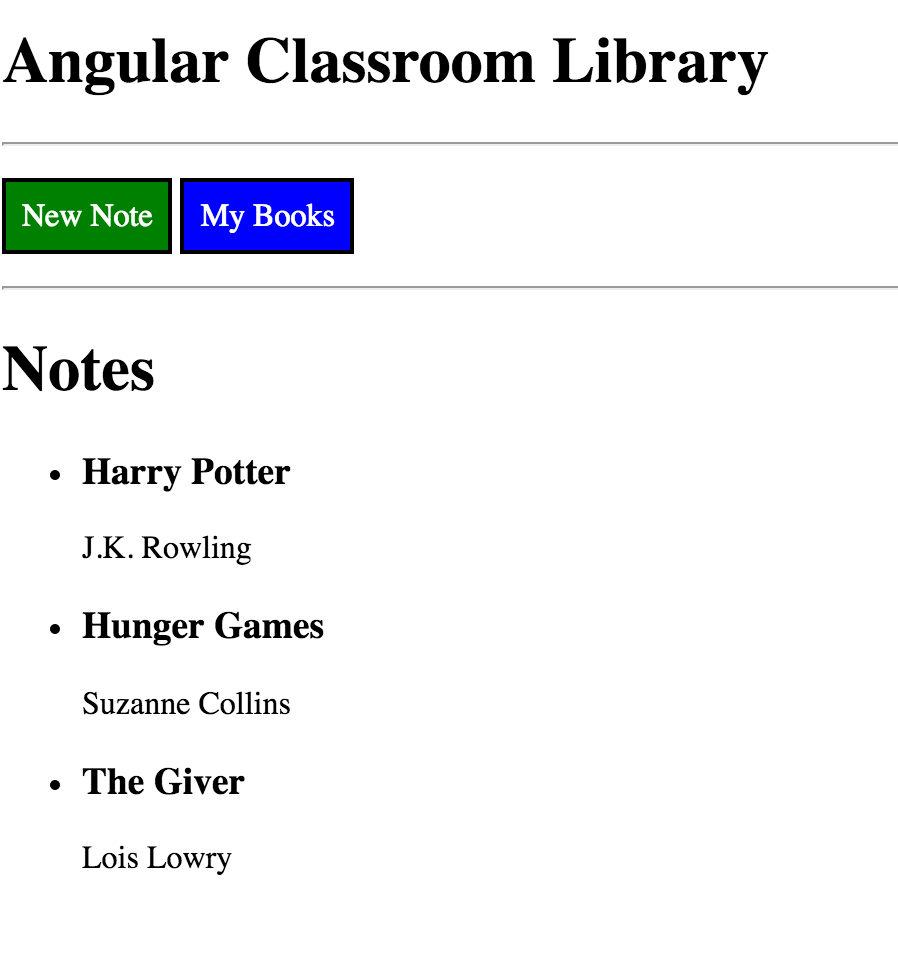 Angular Classroom Library
New Note My Books
Notes
Harry Potter
J.K. Rowling
Hunger Games
Suzanne Collins
The Giver
Lois Lowry